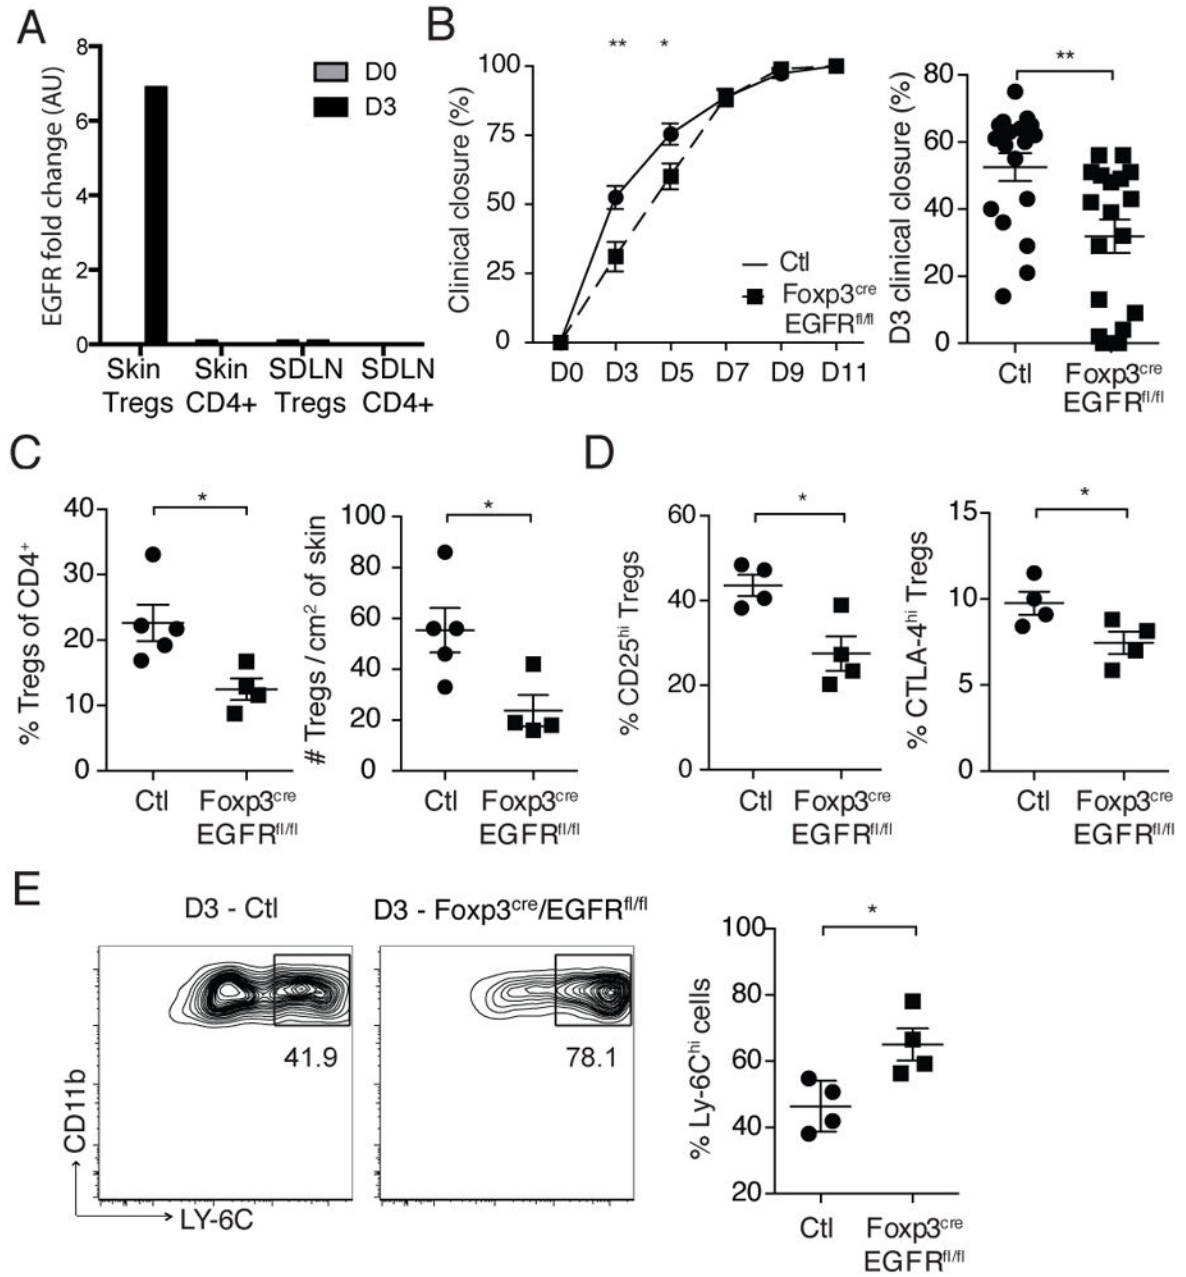 A
EGFR fold change (AU)
8
6
4
2
0
D0
D3
Skin Tregs
Skin CD4+
SDLN Tregs
SDLN CD4+
B
Clinical closure (%)
100
75
50
25
0
** *
D0 D3 D5 D7 D9 D11
Ctl
Foxp3cre
EGFRfl/fl
D3 clinical closure (%)
80
60
40
20
0
**
Ctl
Foxp3cre
EGFRfl/fl
C
% Tregs of CD4+
40
30
20
10
0
*
Ctl
Foxp3cre
EGFRfl/fl
# Tregs / cm2 of skin
100
80
60
40
20
0
*
Ctl
Foxp3cre
EGFRfl/fl
D
% CD25hi Tregs
60
40
20
0
*
Ctl
Foxp3cre
EGFRfl/fl
% CTLA-4hi Tregs
15
10
5
0
*
Ctl
Foxp3cre
EGFRfl/fl
E
D3 - Ctl
D3 - Foxp3cre/EGFRfl/fl
41.9
78.1
CD11b
LY-6C
% Ly-6Chi cells
100
80
60
40
20
*
Ctl
Foxp3cre
EGFRfl/fl